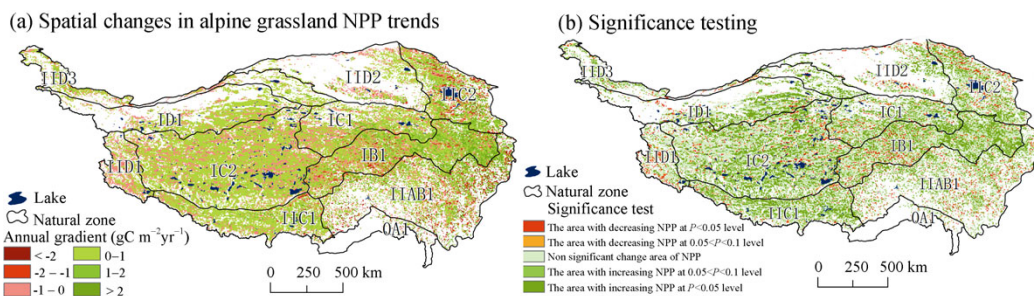 (a) Spatial changes in alpine grassland NPP trends
IID3
IID2
IIC2
ID1
IC1
IID1
IC2
IB1
IIAB1
IIC1
OA1
Lake
Natural zone
Annual gradient (gC m⁻²yr⁻¹)
< -2 0–1
-2 – -1 1–2
-1 – 0 > 2
0 250 500 km
(b) Significance testing
IID3
IID2
IIC2
ID1
IC1
IID1
IC2
IB1
IIAB1
IIC1
OA1
Lake
Natural zone
Significance test
The area with decreasing NPP at P<0.05 level
The area with decreasing NPP at 0.05<P<0.1 level
Non significant change area of NPP
The area with increasing NPP at 0.05<P<0.1 level
The area with increasing NPP at P<0.05 level
0 250 500 km